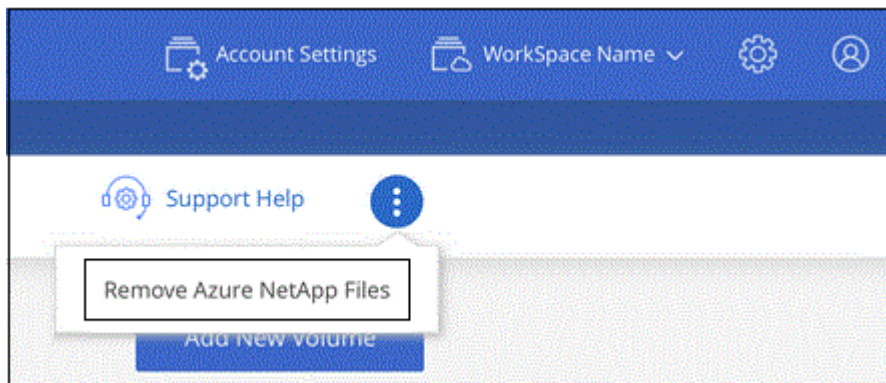 Account Settings
WorkSpace Name
Support Help
Remove Azure NetApp Files
Add New Volume